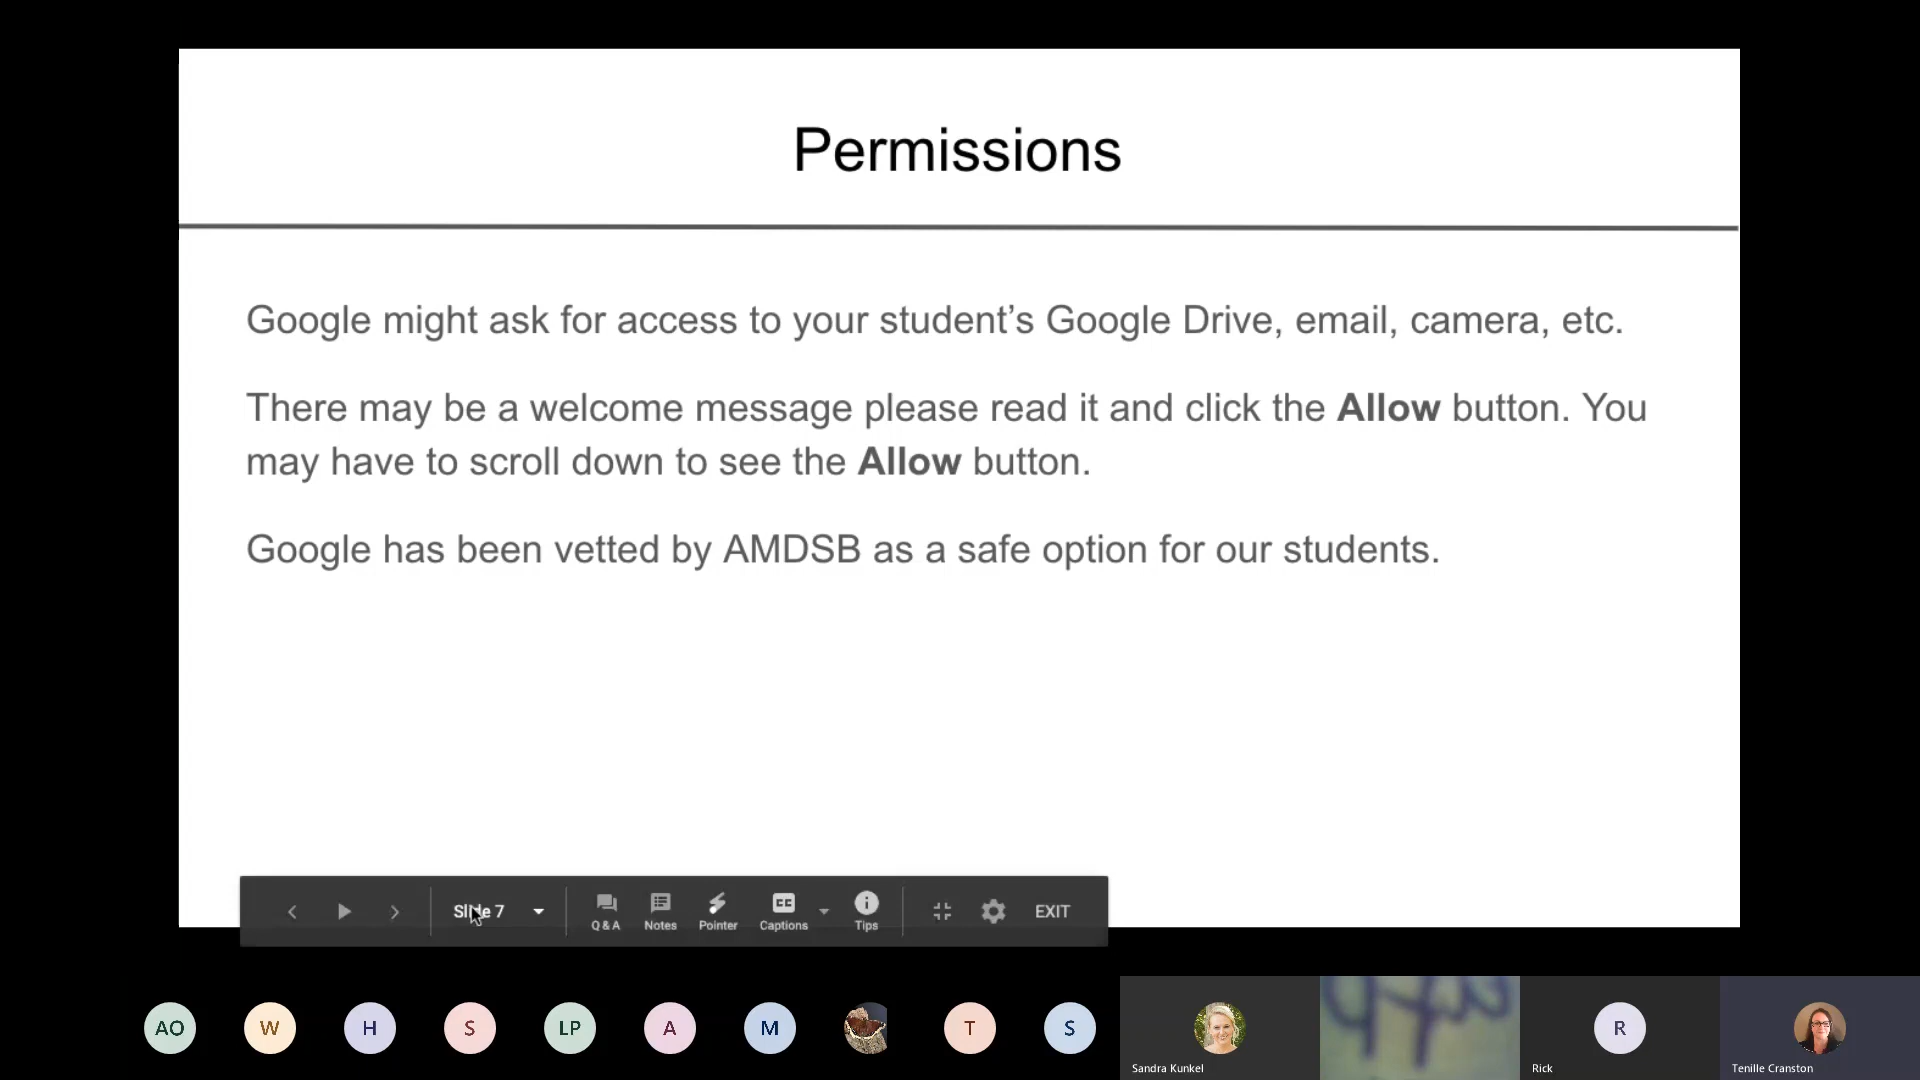 Permissions
Google might ask for access to your student’s Google Drive, email, camera, etc.
There may be a welcome message please read it and click the Allow button. You
may have to scroll down to see the Allow button.
Google has been vetted by AMDSB as a safe option for our students.
Slide 7
Q & A
Notes
Pointer
CC
Captions
Tips
EXIT
AO
W
H
S
LP
A
M
T
S
Sandra Kunkel
R
Rick
Tenille Cranston